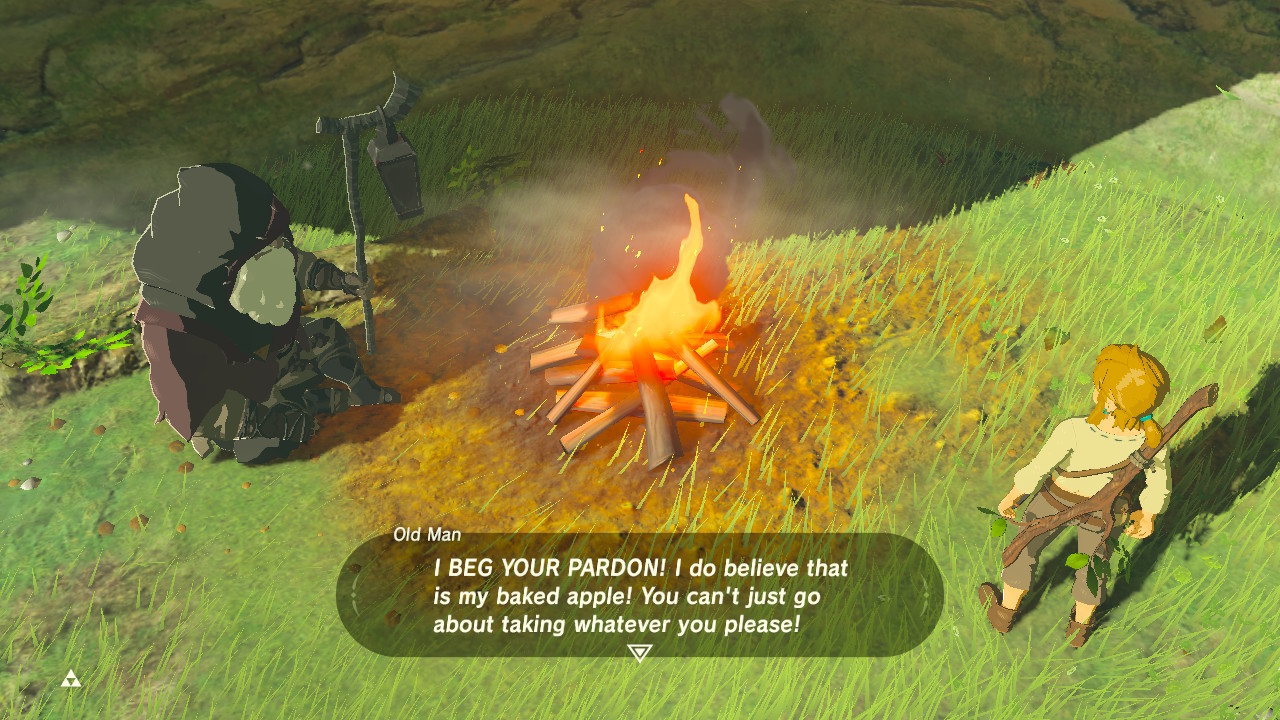 Old Man
I BEG YOUR PARDON! I do believe that
is my baked apple! You can't just go
about taking whatever you please!